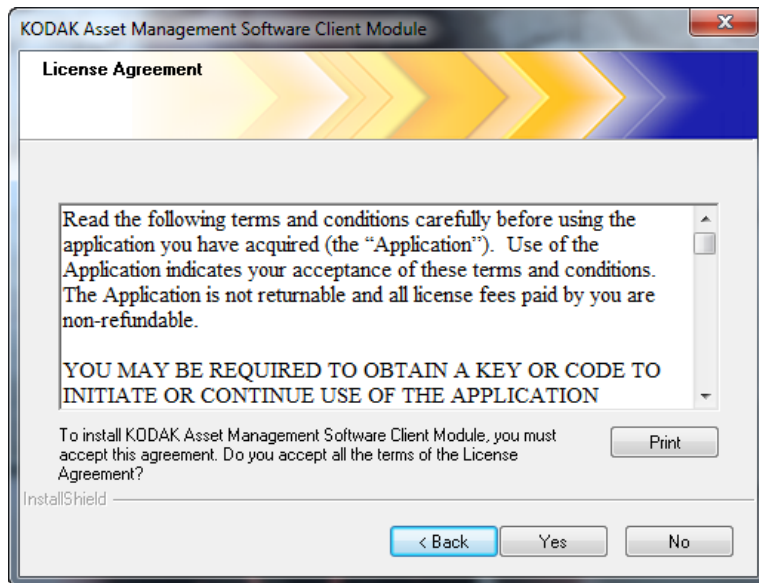 KODAK Asset Management Software Client Module
License Agreement
Read the following terms and conditions carefully before using the
application you have acquired (the “Application”).  Use of the
Application indicates your acceptance of these terms and conditions.
The Application is not returnable and all license fees paid by you are
non-refundable.
YOU MAY BE REQUIRED TO OBTAIN A KEY OR CODE TO
INITIATE OR CONTINUE USE OF THE APPLICATION
To install KODAK Asset Management Software Client Module, you must
accept this agreement. Do you accept all the terms of the License
Agreement?
Print
InstallShield
< Back
Yes
No